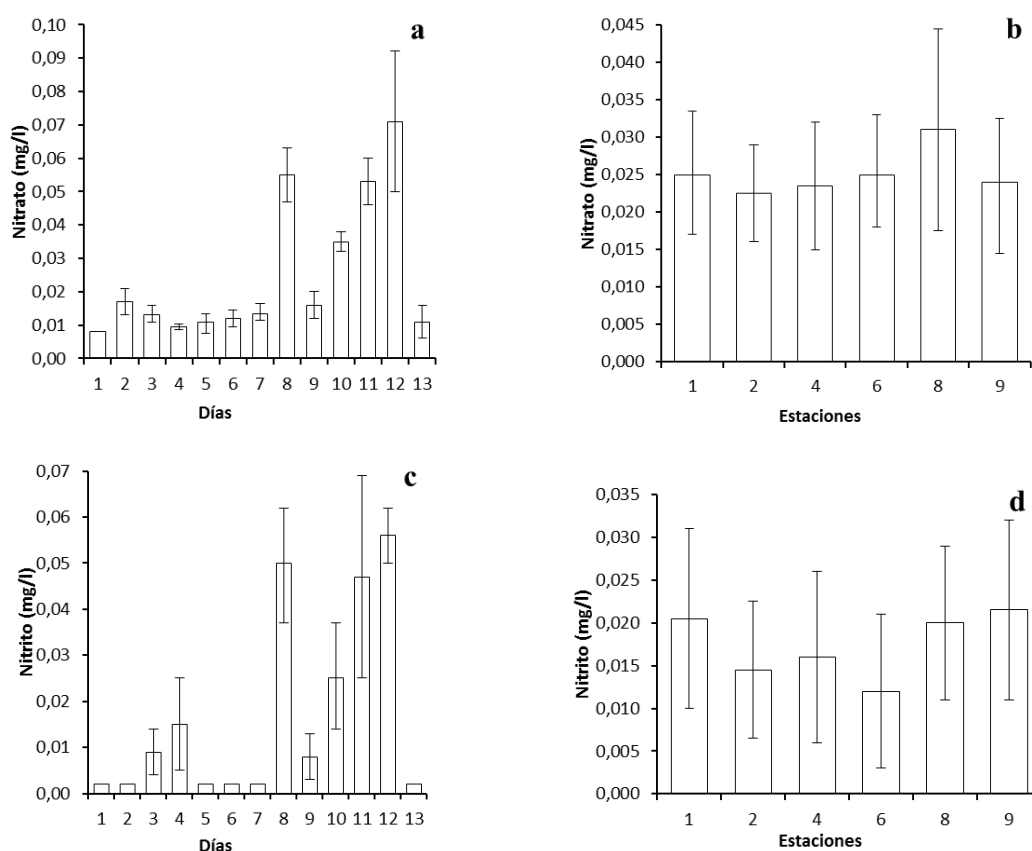 a
Nitrato (mg/l)
0,10
0,09
0,08
0,07
0,06
0,05
0,04
0,03
0,02
0,01
0,00
1 2 3 4 5 6 7 8 9 10 11 12 13
Días
b
Nitrato (mg/l)
0,045
0,040
0,035
0,030
0,025
0,020
0,015
0,010
0,005
0,000
1 2 4 6 8 9
Estaciones
c
Nitrito (mg/l)
0,07
0,06
0,05
0,04
0,03
0,02
0,01
0,00
1 2 3 4 5 6 7 8 9 10 11 12 13
Días
d
Nitrito (mg/l)
0,035
0,030
0,025
0,020
0,015
0,010
0,005
0,000
1 2 4 6 8 9
Estaciones